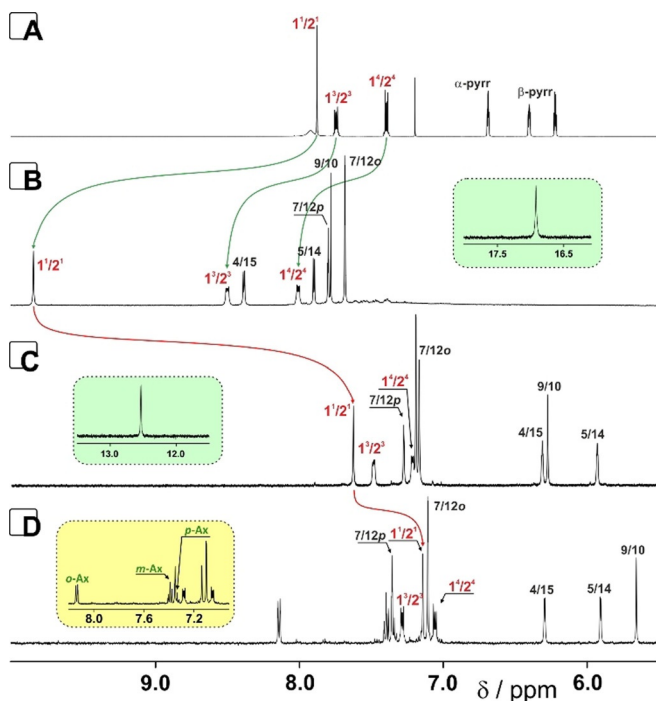 A
1¹/2¹
1³/2³
1⁴/2⁴
α-pyrr
β-pyrr
B
1¹/2¹
1³/2³
4/15
1⁴/2⁴
5/14
7/12p
9/10
7/12o
17.5
16.5
C
13.0
12.0
1¹/2¹
1³/2³
7/12p
1⁴/2⁴
7/12o
4/15
9/10
5/14
D
o-Ax
m-Ax
p-Ax
8.0
7.6
7.2
7/12p
1¹/2¹
7/12o
1³/2³
1⁴/2⁴
4/15
5/14
9/10
9.0
8.0
7.0
6.0
δ / ppm